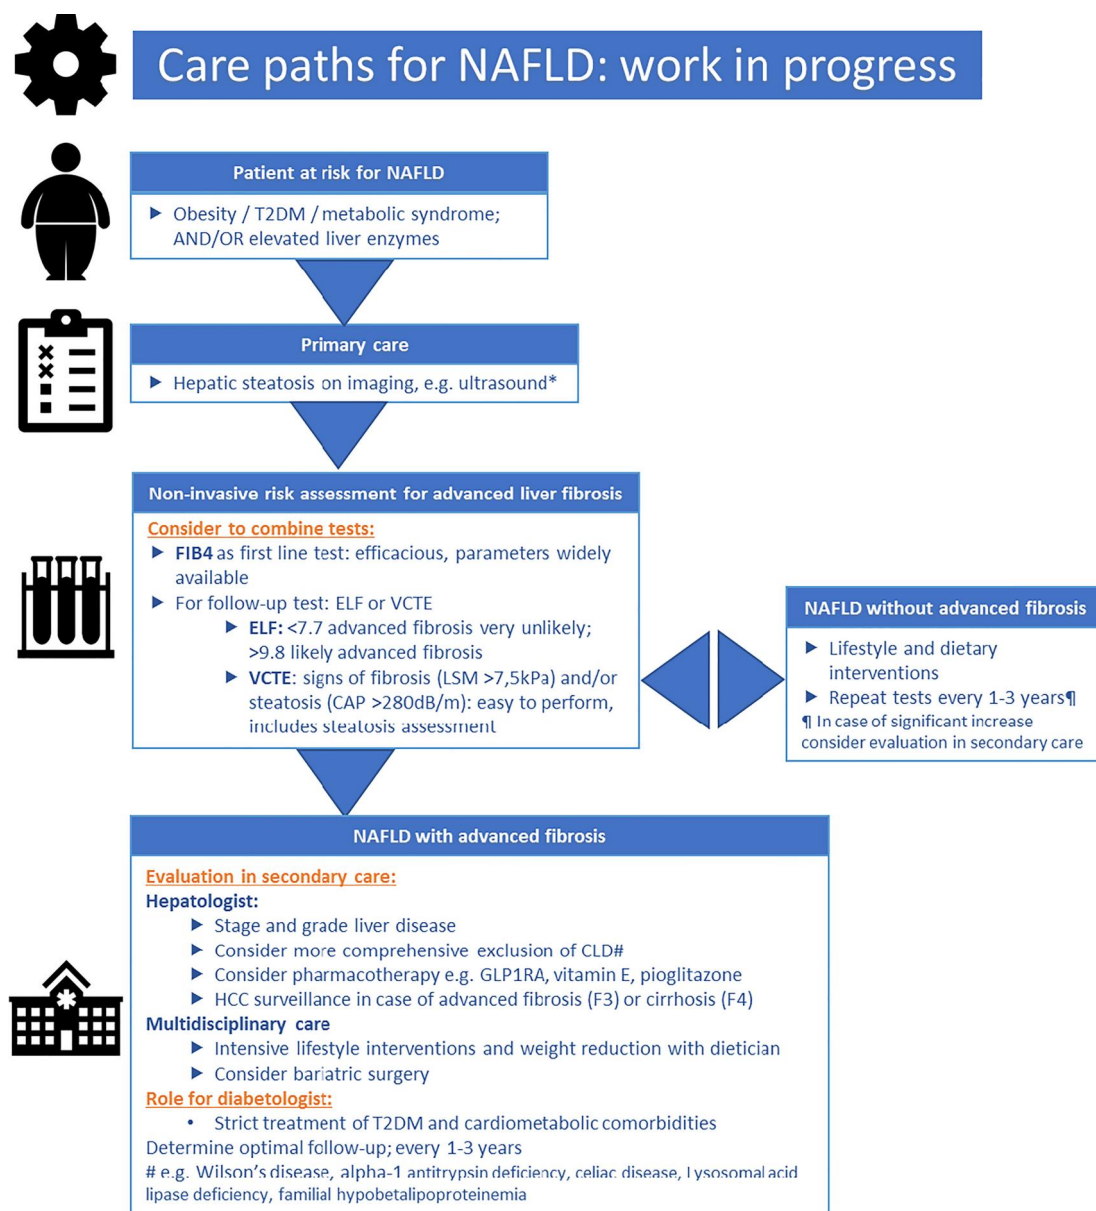 Care paths for NAFLD: work in progress
Patient at risk for NAFLD
Obesity / T2DM / metabolic syndrome;
AND/OR elevated liver enzymes
Primary care
Hepatic steatosis on imaging, e.g. ultrasound*
Non-invasive risk assessment for advanced liver fibrosis
Consider to combine tests:
FIB4 as first line test: efficacious, parameters widely
available
For follow-up test: ELF or VCTE
ELF: <7.7 advanced fibrosis very unlikely;
>9.8 likely advanced fibrosis
VCTE: signs of fibrosis (LSM >7,5kPa) and/or
steatosis (CAP >280dB/m): easy to perform,
includes steatosis assessment
NAFLD without advanced fibrosis
Lifestyle and dietary
interventions
Repeat tests every 1-3 years¶
¶ In case of significant increase
consider evaluation in secondary care
NAFLD with advanced fibrosis
Evaluation in secondary care:
Hepatologist:
Stage and grade liver disease
Consider more comprehensive exclusion of CLD#
Consider pharmacotherapy e.g. GLP1RA, vitamin E, pioglitazone
HCC surveillance in case of advanced fibrosis (F3) or cirrhosis (F4)
Multidisciplinary care
Intensive lifestyle interventions and weight reduction with dietician
Consider bariatric surgery
Role for diabetologist:
• Strict treatment of T2DM and cardiometabolic comorbidities
Determine optimal follow-up; every 1-3 years
# e.g. Wilson's disease, alpha-1 antitrypsin deficiency, celiac disease, Lysosomal acid
lipase deficiency, familial hypobetalipoproteinemia